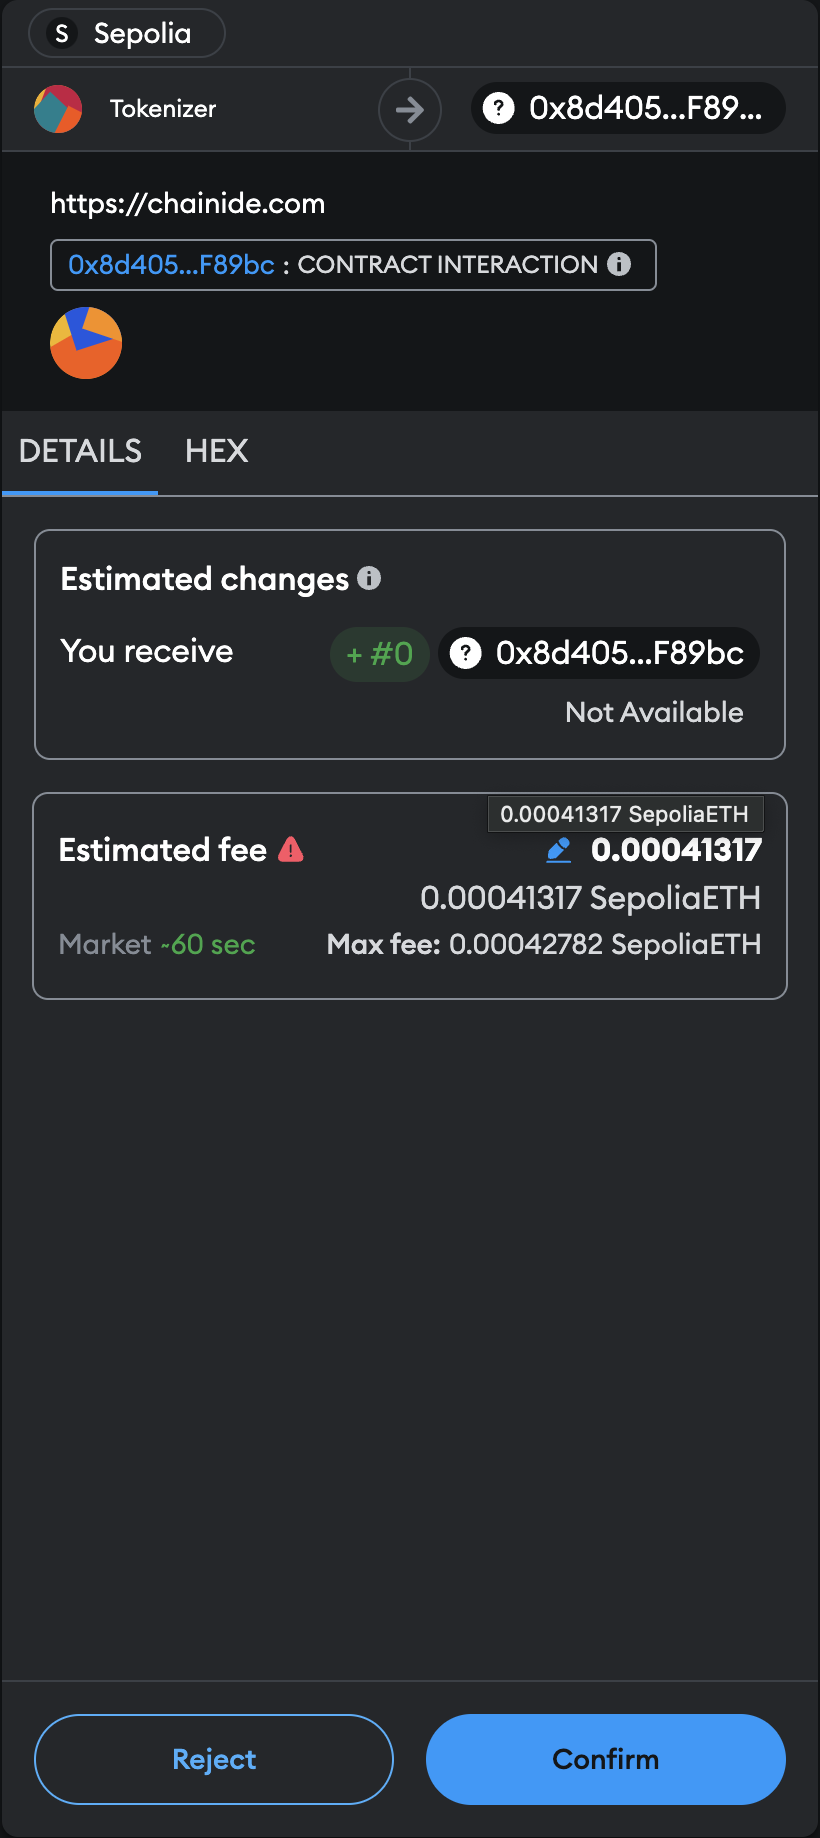 S Sepolia
Tokenizer
? 0x8d405...F89...
https://chainide.com
0x8d405...F89bc : CONTRACT INTERACTION
DETAILS HEX
Estimated changes
You receive + #0 ? 0x8d405...F89bc
Not Available
0.00041317 SepoliaETH
Estimated fee 0.00041317
0.00041317 SepoliaETH
Market ~60 sec Max fee: 0.00042782 SepoliaETH
Reject Confirm